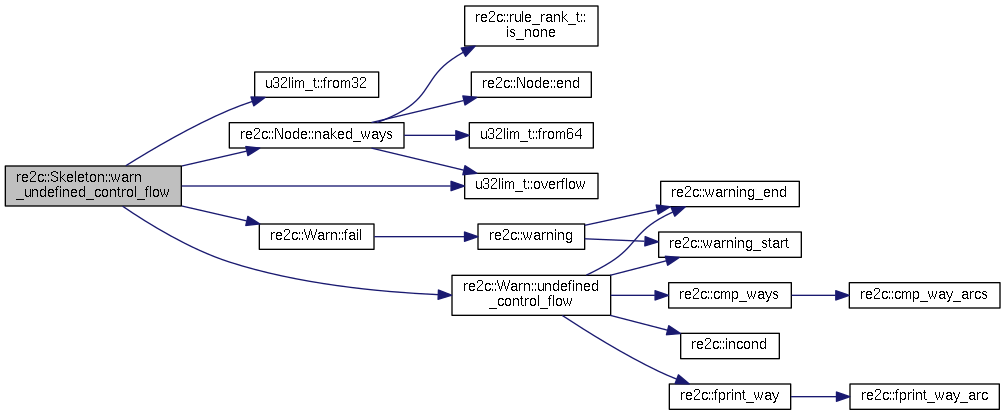 re2c::rule_rank_t::
is_none
u32lim_t::from32
re2c::Node::end
re2c::Node::naked_ways
u32lim_t::from64
re2c::Skeleton::warn
_undefined_control_flow
u32lim_t::overflow
re2c::warning_end
re2c::Warn::fail
re2c::warning
re2c::warning_start
re2c::Warn::undefined
_control_flow
re2c::cmp_ways
re2c::cmp_way_arcs
re2c::incond
re2c::fprint_way
re2c::fprint_way_arc